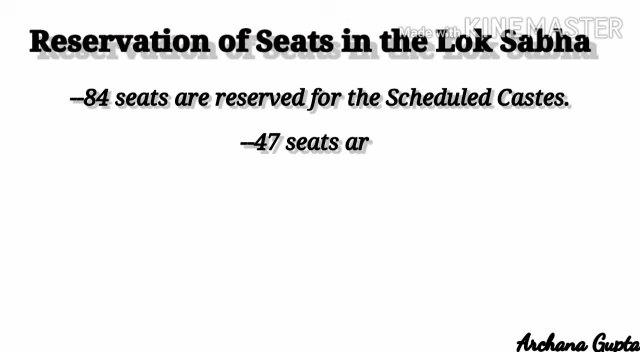 Made with KINEMASTER
Reservation of Seats in the Lok Sabha
–84 seats are reserved for the Scheduled Castes.
–47 seats ar
Archana Gupta